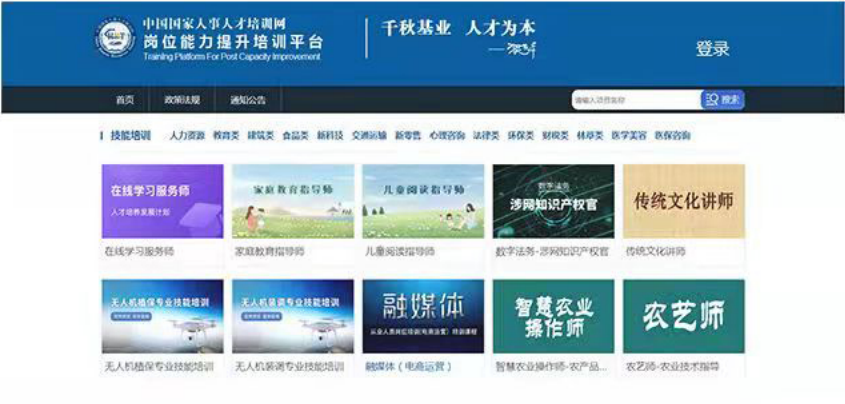 中国国家人事人才培训网
岗位能力提升培训平台
Training Platform For Post Capacity Improvement
千秋基业 人才为本
登录
首页 政策法规 通知公告
请输入项目名称 搜索
技能培训 人力资源 教育类 建筑类 食品类 新科技 交通运输 新零售 心理咨询 法律类 环保类 财税类 林草类 医学美容 医保咨询
在线学习服务师
人才培养发展计划
家庭教育指导师
儿童阅读指导师
数字法务
涉网知识产权官
传统文化讲师
在线学习服务师
家庭教育指导师
儿童阅读指导师
数字法务-涉网知识产权官
传统文化讲师
无人机植保专业技能培训
无人机装调专业技能培训
融媒体
从业人员岗位培训(电商运营)培训课程
智慧农业
操作师
农艺师
无人机植保专业技能培训
无人机装调专业技能培训
融媒体（电商运营）
智慧农业操作师-农产品...
农艺师-农业技术指导